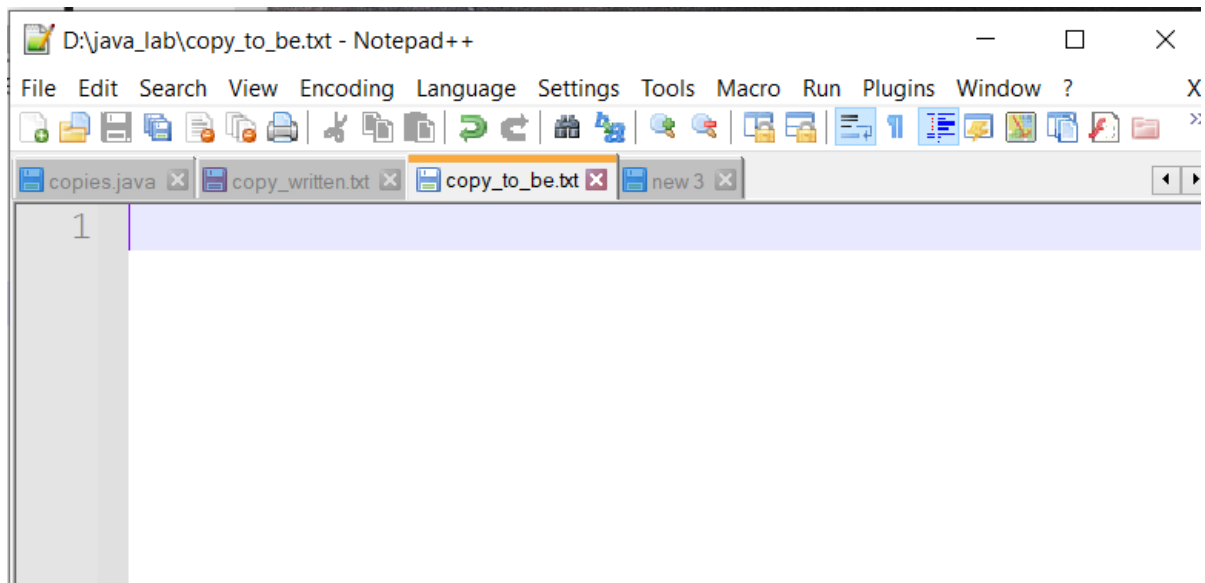 D:\java_lab\copy_to_be.txt - Notepad++
File Edit Search View Encoding Language Settings Tools Macro Run Plugins Window ? X
copies.java copy_written.txt copy_to_be.txt new 3
1